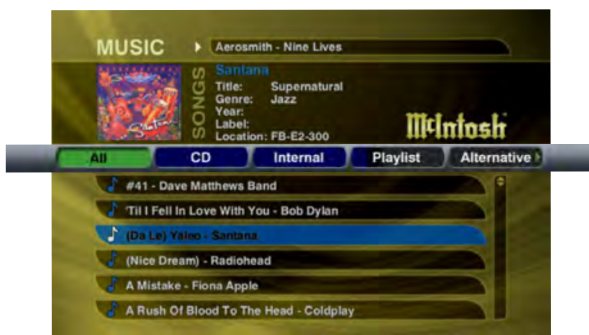 MUSIC
Aerosmith - Nine Lives
SONGS
Santana
Title: Supernatural
Genre: Jazz
Year:
Label:
Location: FB-E2-300
McIntosh
All
CD
Internal
Playlist
Alternative
#41 - Dave Matthews Band
'Til I Fell In Love With You - Bob Dylan
(Da Le) Yaleo - Santana
(Nice Dream) - Radiohead
A Mistake - Fiona Apple
A Rush Of Blood To The Head - Coldplay